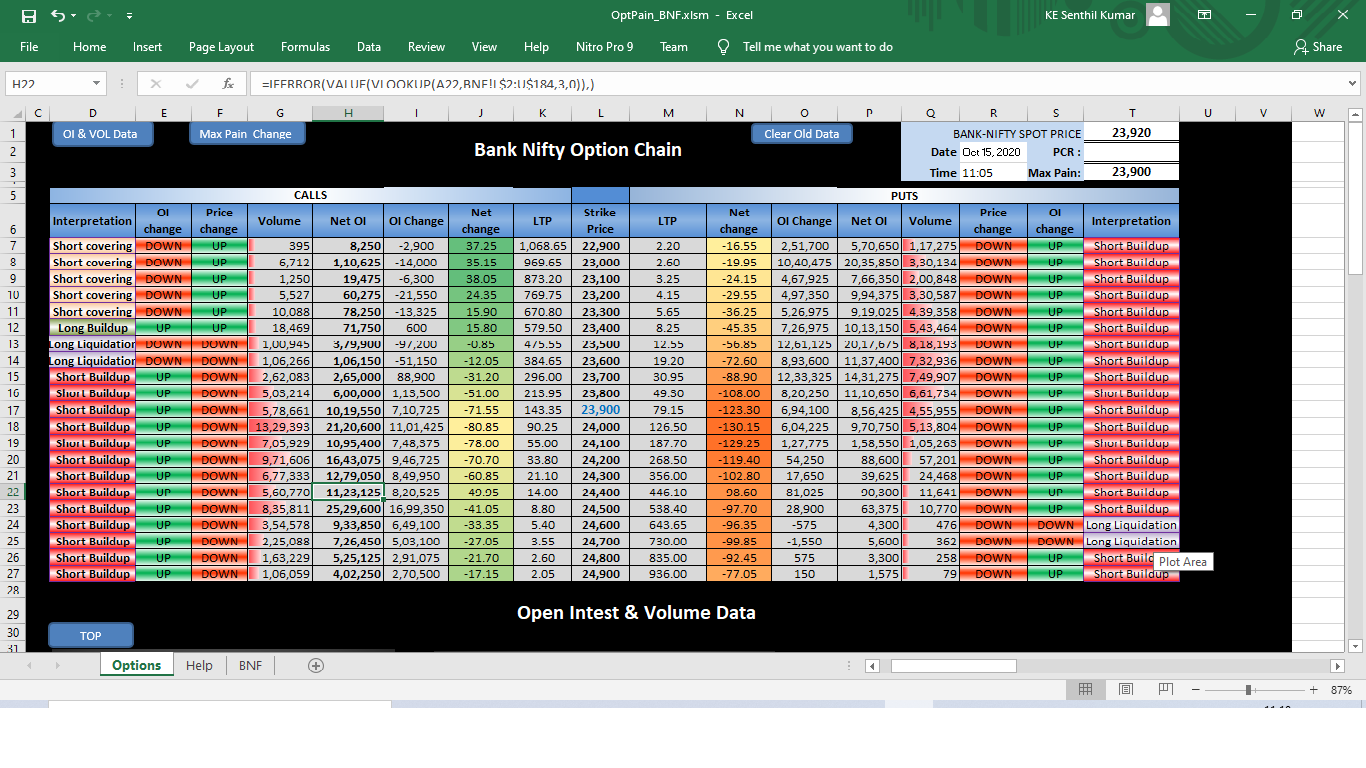 OptPain_BNF.xlsm - Excel KE Senthil Kumar
File Home Insert Page Layout Formulas Data Review View Help Nitro Pro 9 Team Tell me what you want to do Share
H22 fx =IFERROR(VALUE(VLOOKUP(A22,BNF!L$2:U$184,3,0)),)
C D E F G H I J K L M N O P Q R S T U V W
1 OI & VOL Data Max Pain Change Clear Old Data BANK-NIFTY SPOT PRICE 23,920
2 Bank Nifty Option Chain Date Oct 15, 2020 PCR :
3 Time 11:05 Max Pain: 23,900
5 CALLS PUTS
6 Interpretation OI change Price change Volume Net OI OI Change Net change LTP Strike Price LTP Net change OI Change Net OI Volume Price change OI change Interpretation
7 Short covering DOWN UP 395 8,250 -2,900 37.25 1,068.65 22,900 2.20 -16.55 2,51,700 5,70,650 1,17,275 DOWN UP Short Buildup
8 Short covering DOWN UP 6,712 1,10,625 -14,000 35.15 969.65 23,000 2.60 -19.95 10,40,475 20,35,850 3,30,134 DOWN UP Short Buildup
9 Short covering DOWN UP 1,250 19,475 -6,300 38.05 873.20 23,100 3.25 -24.15 4,67,925 7,66,350 2,00,848 DOWN UP Short Buildup
10 Short covering DOWN UP 5,527 60,275 -21,550 24.35 769.75 23,200 4.15 -29.55 4,97,350 9,94,375 3,30,587 DOWN UP Short Buildup
11 Short covering DOWN UP 10,088 78,250 -13,325 15.90 670.80 23,300 5.65 -36.25 5,26,975 9,19,025 4,39,358 DOWN UP Short Buildup
12 Long Buildup UP UP 18,469 71,750 600 15.80 579.50 23,400 8.25 -45.35 7,26,975 10,13,150 5,43,464 DOWN UP Short Buildup
13 Long Liquidation DOWN DOWN 1,00,945 3,79,900 -97,200 -0.85 475.55 23,500 12.55 -56.85 12,61,125 20,17,675 8,18,193 DOWN UP Short Buildup
14 Long Liquidation DOWN DOWN 1,06,266 1,06,150 -51,150 -12.05 384.65 23,600 19.20 -72.60 8,93,600 11,37,400 7,32,936 DOWN UP Short Buildup
15 Short Buildup UP DOWN 2,62,083 2,65,000 88,900 -31.20 296.00 23,700 30.95 -88.90 12,33,325 14,31,275 7,49,907 DOWN UP Short Buildup
16 Short Buildup UP DOWN 5,03,214 6,00,000 1,13,500 -51.00 213.95 23,800 49.30 -108.00 8,20,250 11,10,650 6,61,734 DOWN UP Short Buildup
17 Short Buildup UP DOWN 5,78,661 10,19,550 7,10,725 -71.55 143.35 23,900 79.15 -123.30 6,94,100 8,56,425 4,55,955 DOWN UP Short Buildup
18 Short Buildup UP DOWN 13,29,393 21,20,600 11,01,425 -80.85 90.25 24,000 126.50 -130.15 6,04,225 9,70,750 5,13,804 DOWN UP Short Buildup
19 Short Buildup UP DOWN 7,05,929 10,95,400 7,48,375 -78.00 55.00 24,100 187.70 -129.25 1,27,775 1,58,550 1,05,265 DOWN UP Short Buildup
20 Short Buildup UP DOWN 9,71,606 16,43,075 9,46,725 -70.70 33.80 24,200 268.50 -119.40 54,250 88,600 57,201 DOWN UP Short Buildup
21 Short Buildup UP DOWN 6,77,333 12,79,050 8,49,950 -60.85 21.10 24,300 356.00 -102.80 17,650 39,625 24,468 DOWN UP Short Buildup
22 Short Buildup UP DOWN 5,60,770 11,23,125 8,20,525 49.95 14.00 24,400 446.10 98.60 81,025 90,300 11,641 DOWN UP Short Buildup
23 Short Buildup UP DOWN 8,35,811 25,29,600 16,99,350 -41.05 8.80 24,500 538.40 -97.70 28,900 63,375 10,770 DOWN UP Short Buildup
24 Short Buildup UP DOWN 3,54,578 9,33,850 6,49,100 -33.35 5.40 24,600 643.65 -96.35 -575 4,300 476 DOWN DOWN Long Liquidation
25 Short Buildup UP DOWN 2,25,088 7,26,450 5,03,100 -27.05 3.55 24,700 730.00 -99.85 -1,550 5,600 362 DOWN DOWN Long Liquidation
26 Short Buildup UP DOWN 1,63,229 5,25,125 2,91,075 -21.70 2.60 24,800 835.00 -92.45 575 3,300 258 DOWN UP Short Buildup
27 Short Buildup UP DOWN 1,06,059 4,02,250 2,70,500 -17.15 2.05 24,900 936.00 -77.05 150 1,575 79 DOWN UP Short Buildup
Plot Area
28
29 Open Intest & Volume Data
30 TOP
31
Options Help BNF
87%